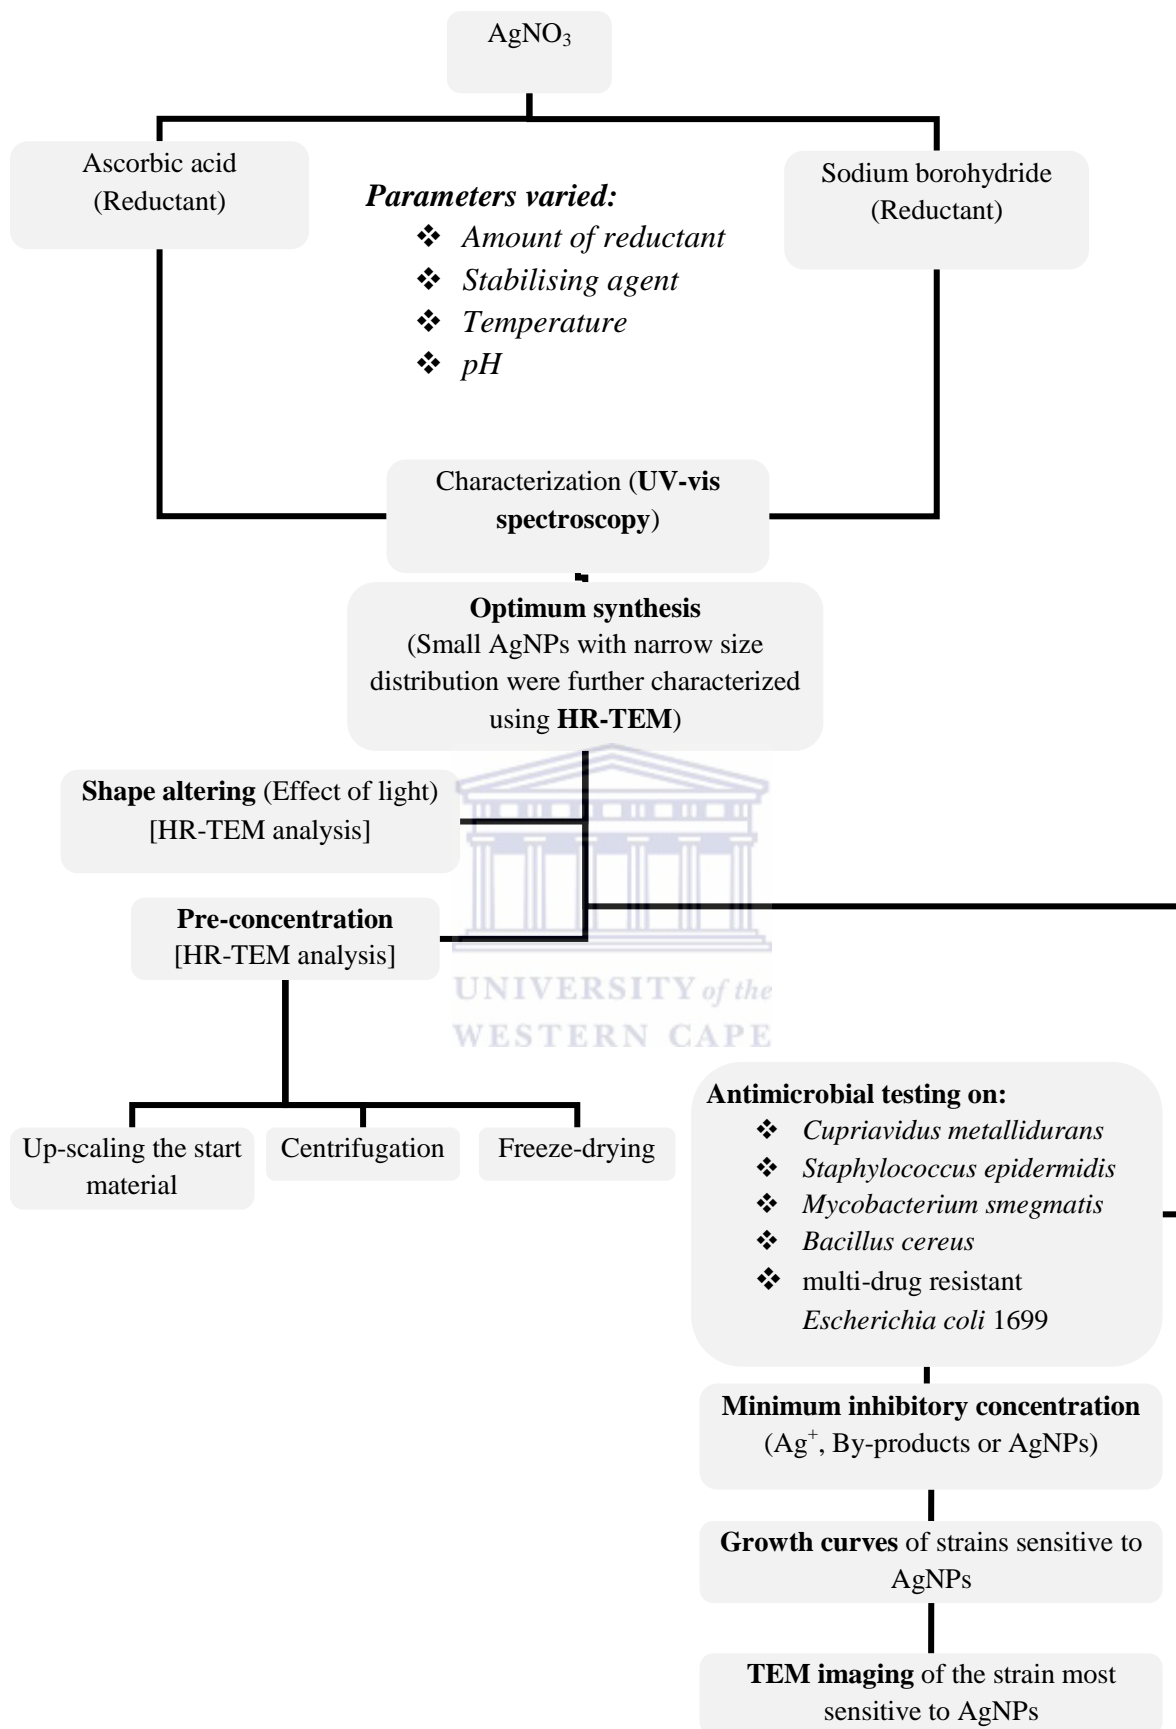 AgNO₃
Ascorbic acid
(Reductant)
Parameters varied:
❖ Amount of reductant
❖ Stabilising agent
❖ Temperature
❖ pH
Sodium borohydride
(Reductant)
Characterization (UV-vis
spectroscopy)
Optimum synthesis
(Small AgNPs with narrow size
distribution were further characterized
using HR-TEM)
Shape altering (Effect of light)
[HR-TEM analysis]
Pre-concentration
[HR-TEM analysis]
UNIVERSITY of the
WESTERN CAPE
Up-scaling the start
material
Centrifugation
Freeze-drying
Antimicrobial testing on:
❖ Cupriavidus metallidurans
❖ Staphylococcus epidermidis
❖ Mycobacterium smegmatis
❖ Bacillus cereus
❖ multi-drug resistant
Escherichia coli 1699
Minimum inhibitory concentration
(Ag⁺, By-products or AgNPs)
Growth curves of strains sensitive to
AgNPs
TEM imaging of the strain most
sensitive to AgNPs